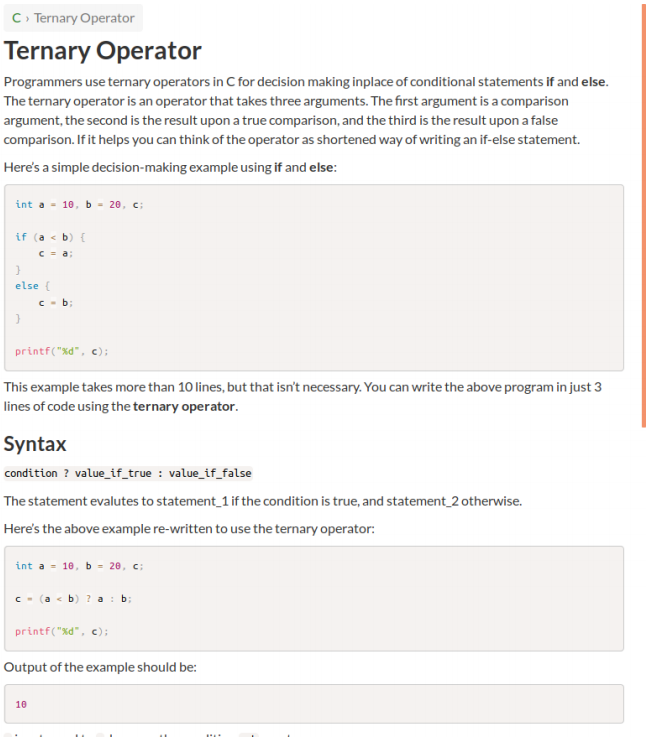 C › Ternary Operator
Ternary Operator
Programmers use ternary operators in C for decision making inplace of conditional statements if and else.
The ternary operator is an operator that takes three arguments. The first argument is a comparison
argument, the second is the result upon a true comparison, and the third is the result upon a false
comparison. If it helps you can think of the operator as shortened way of writing an if-else statement.
Here's a simple decision-making example using if and else:
int a = 10, b = 20, c;
if (a < b) {
c = a;
}
else {
c = b;
}
printf("%d", c);
This example takes more than 10 lines, but that isn't necessary. You can write the above program in just 3
lines of code using the ternary operator.
Syntax
condition ? value_if_true : value_if_false
The statement evalutes to statement_1 if the condition is true, and statement_2 otherwise.
Here's the above example re-written to use the ternary operator:
int a = 10, b = 20, c;
c = (a < b) ? a : b;
printf("%d", c);
Output of the example should be:
10